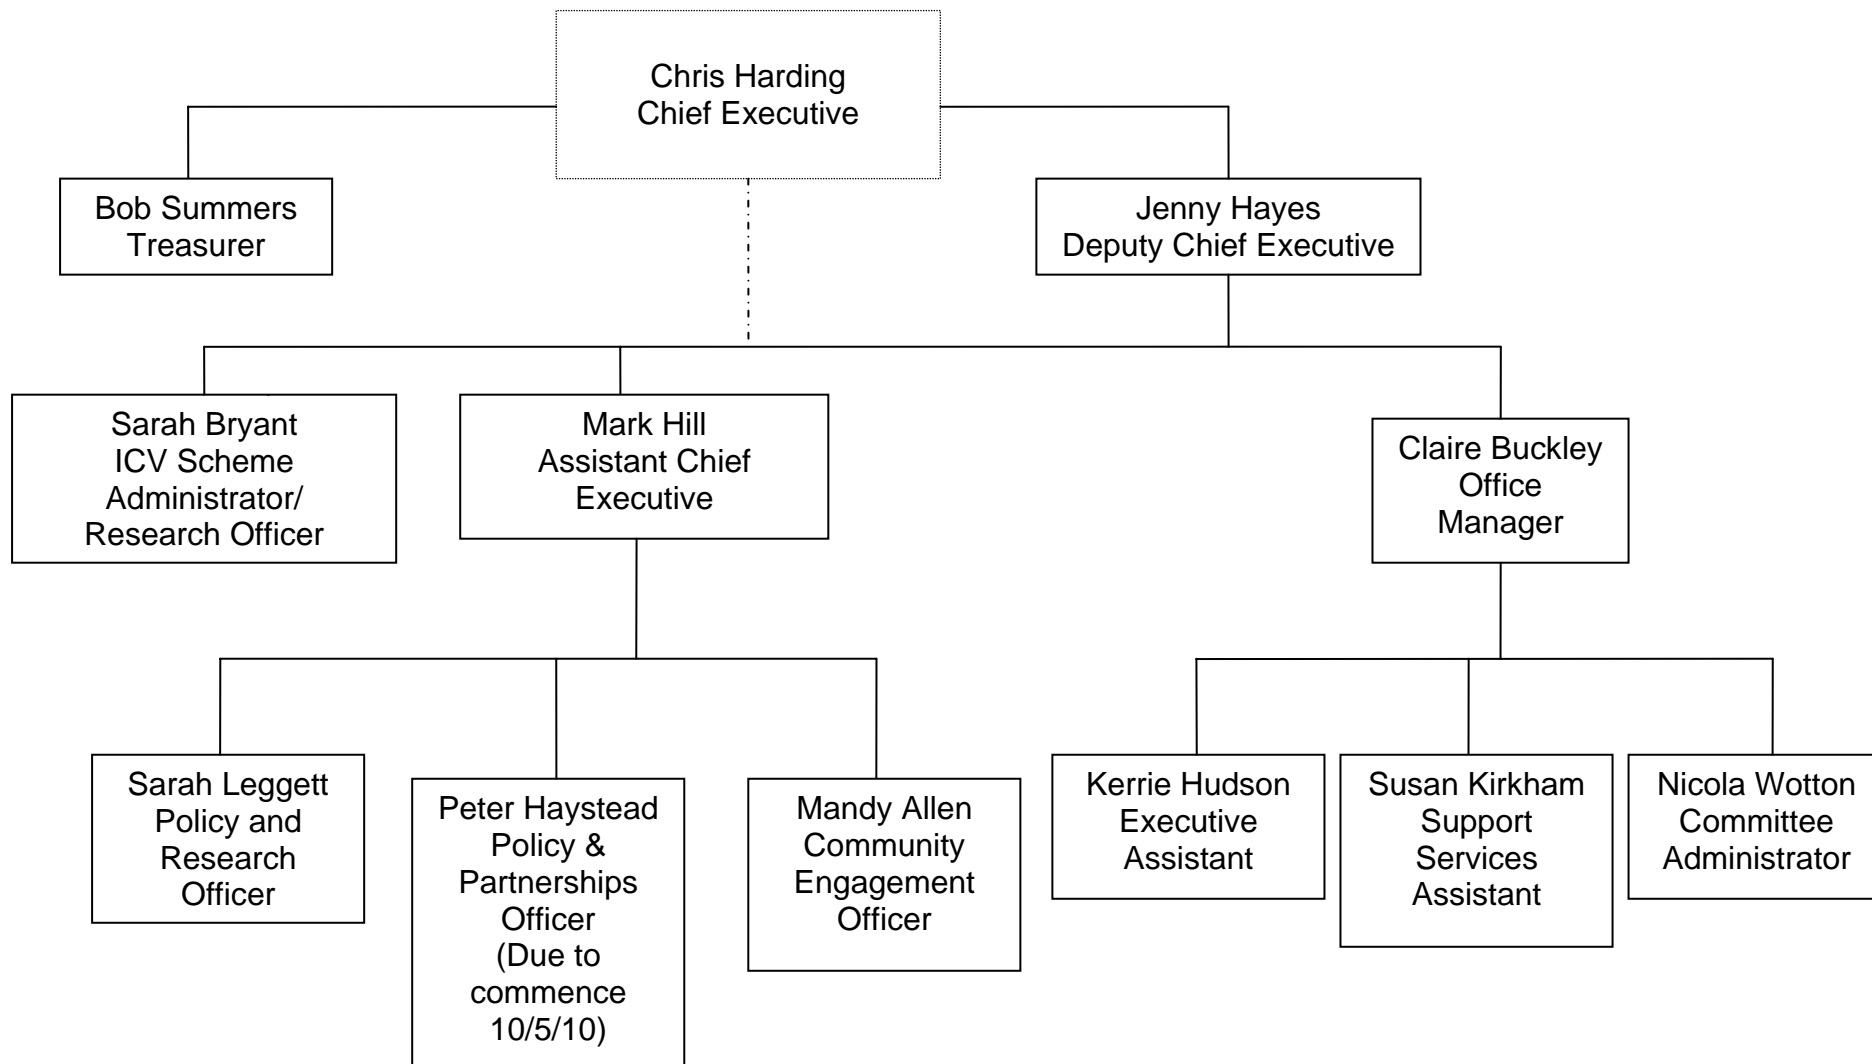 Chris Harding
Chief Executive
Bob Summers
Treasurer
Jenny Hayes
Deputy Chief Executive
Sarah Bryant
ICV Scheme
Administrator/
Research Officer
Mark Hill
Assistant Chief
Executive
Claire Buckley
Office
Manager
Sarah Leggett
Policy and
Research
Officer
Peter Haystead
Policy &
Partnerships
Officer
(Due to
commence
10/5/10)
Mandy Allen
Community
Engagement
Officer
Kerrie Hudson
Executive
Assistant
Susan Kirkham
Support
Services
Assistant
Nicola Wotton
Committee
Administrator